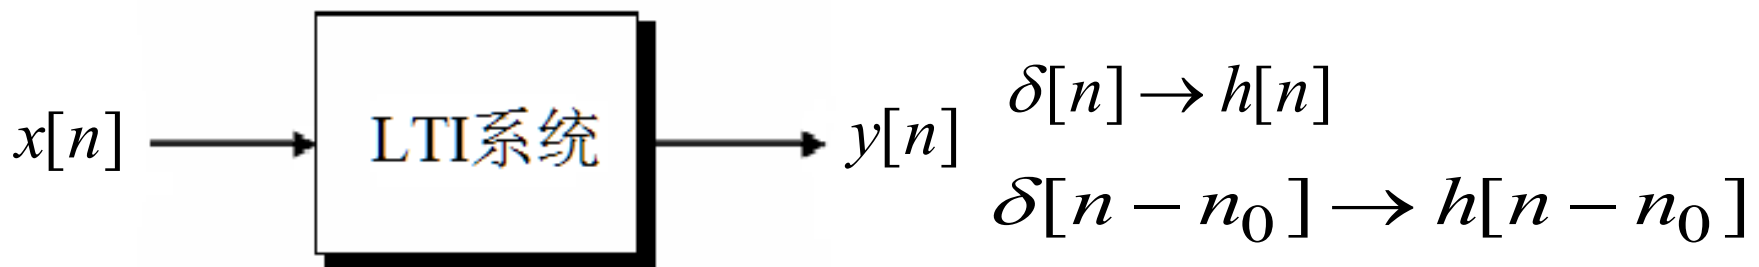 x[n]
LTI系统
y[n]
δ[n] → h[n]
δ[n − n₀] → h[n − n₀]